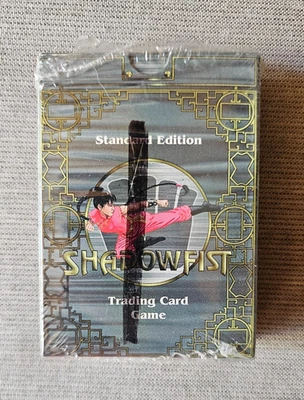 Standard Edition
SHADOWFIST
Trading Card
Game